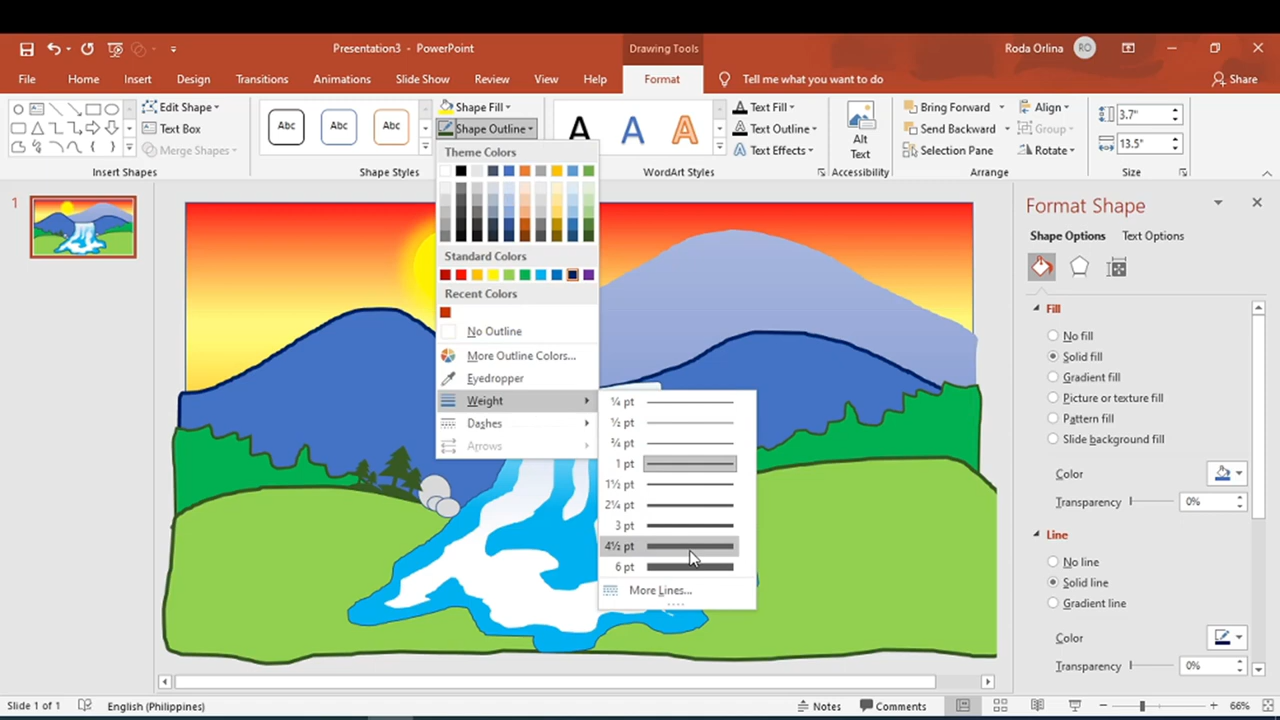 Presentation3 - PowerPoint
Drawing Tools
Roda Orlina
RO
File
Home
Insert
Design
Transitions
Animations
Slide Show
Review
View
Help
Format
Tell me what you want to do
Share
Edit Shape
Text Box
Merge Shapes
Insert Shapes
Abc
Abc
Abc
Shape Fill
Shape Outline
Shape Styles
A
A
A
Text Fill
Text Outline
Text Effects
WordArt Styles
Alt
Text
Accessibility
Bring Forward
Send Backward
Selection Pane
Align
Group
Rotate
Arrange
3.7"
13.5"
Size
1
Theme Colors
Standard Colors
Recent Colors
No Outline
More Outline Colors...
Eyedropper
Weight
Dashes
Arrows
¼ pt
½ pt
¾ pt
1 pt
1½ pt
2¼ pt
3 pt
4½ pt
6 pt
More Lines...
Format Shape
Shape Options
Text Options
Fill
No fill
Solid fill
Gradient fill
Picture or texture fill
Pattern fill
Slide background fill
Color
Transparency
0%
Line
No line
Solid line
Gradient line
Color
Transparency
0%
Slide 1 of 1
English (Philippines)
Notes
Comments
66%